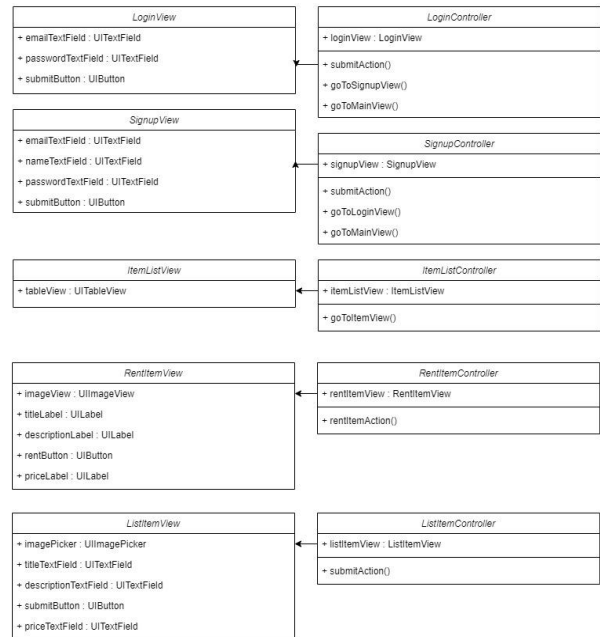 LoginView
+ emailTextField : UITextField
+ passwordTextField : UITextField
+ submitButton : UIButton
LoginController
+ loginView : LoginView
+ submitAction()
+ goToSignupView()
+ goToMainView()
SignupView
+ emailTextField : UITextField
+ nameTextField : UITextField
+ passwordTextField : UITextField
+ submitButton : UIButton
SignupController
+ signupView : SignupView
+ submitAction()
+ goToLoginView()
+ goToMainView()
ItemListView
+ tableView : UITableView
ItemListController
+ itemListView : ItemListView
+ goToItemView()
RentItemView
+ imageView : UIImageView
+ titleLabel : UILabel
+ descriptionLabel : UILabel
+ rentButton : UIButton
+ priceLabel : UILabel
RentItemController
+ rentItemView : RentItemView
+ rentItemAction()
ListItemView
+ imagePicker : UIImagePicker
+ titleTextField : UITextField
+ descriptionTextField : UITextField
+ submitButton : UIButton
+ priceTextField : UITextField
ListItemController
+ listItemView : ListItemView
+ submitAction()